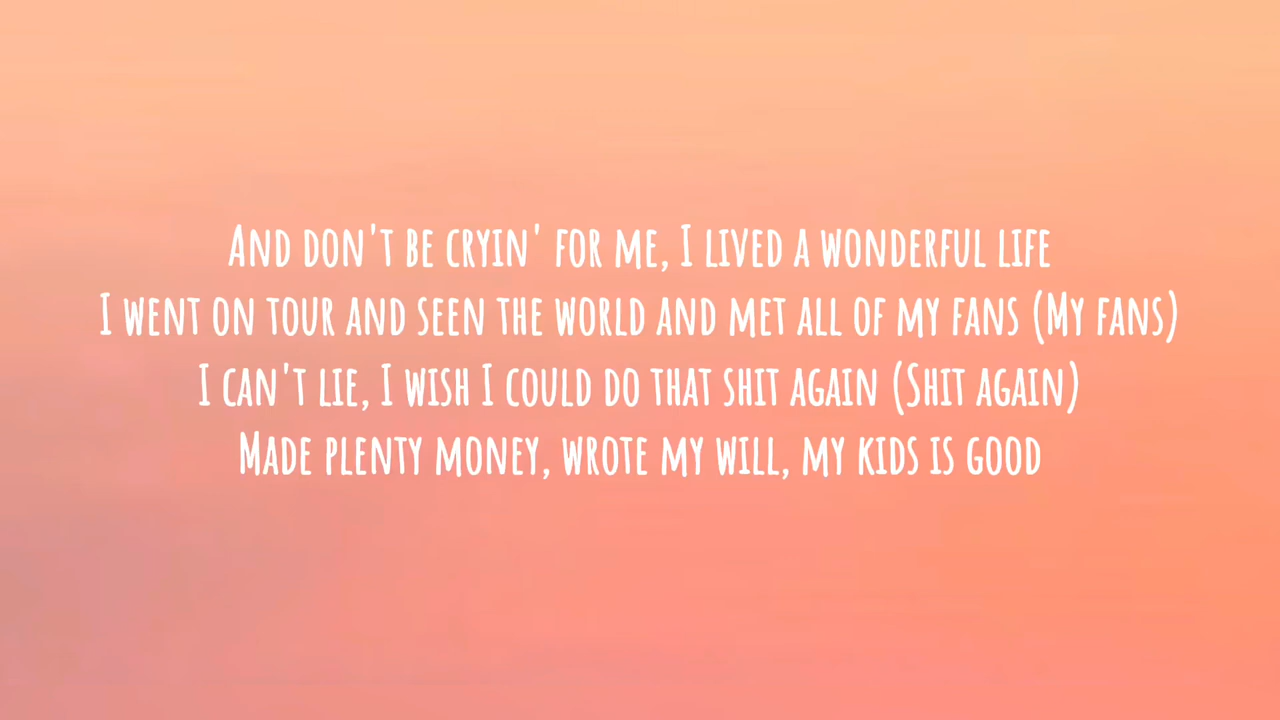 And don't be cryin' for me, I lived a wonderful life
I went on tour and seen the world and met all of my fans (My fans)
I can't lie, I wish I could do that shit again (Shit again)
Made plenty money, wrote my will, my kids is good